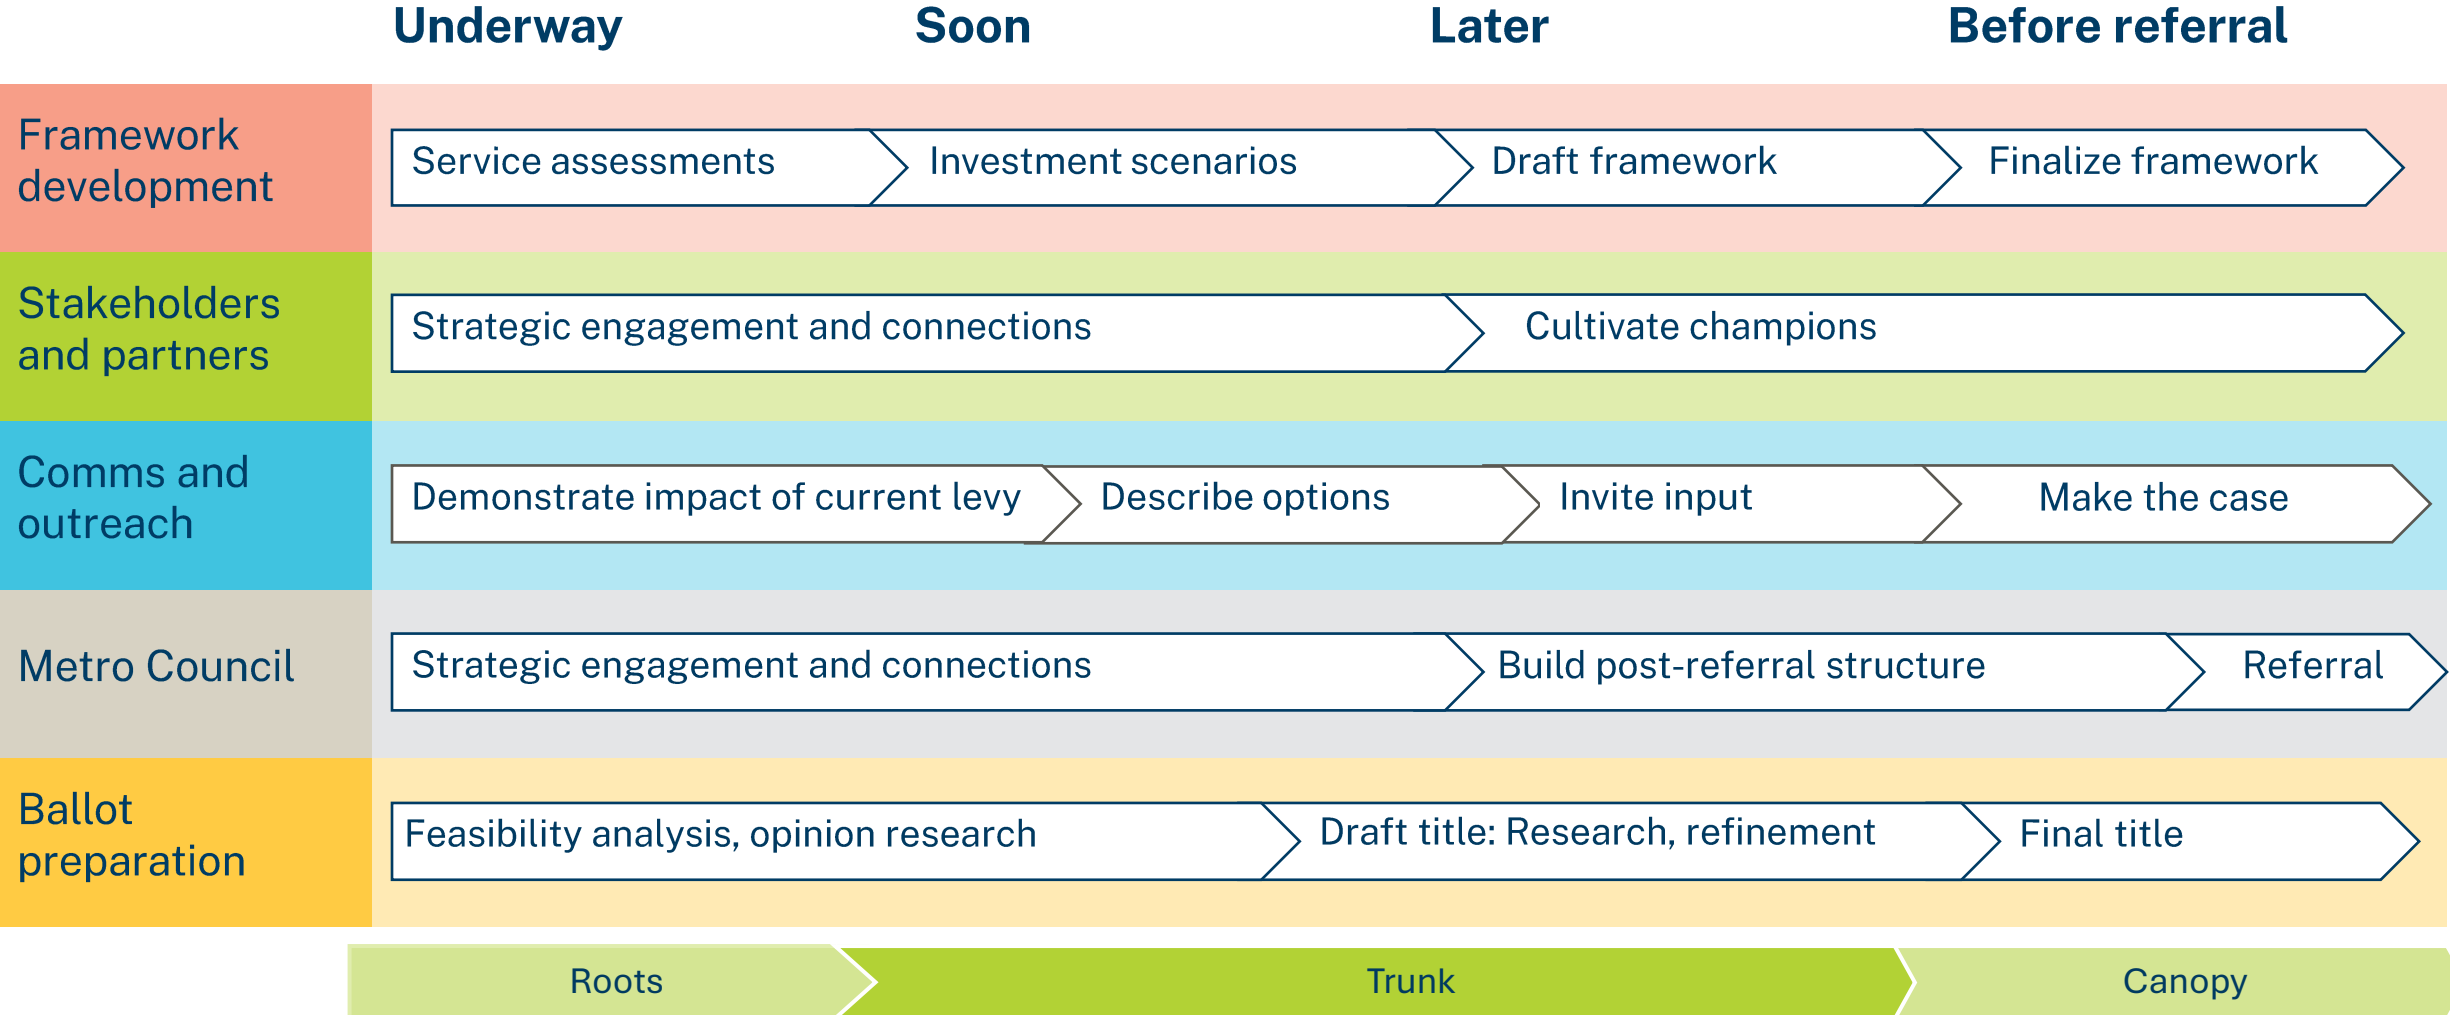 Underway Soon Later Before referral
Framework
development
Service assessments Investment scenarios Draft framework Finalize framework
Stakeholders
and partners
Strategic engagement and connections Cultivate champions
Comms and
outreach
Demonstrate impact of current levy Describe options Invite input Make the case
Metro Council
Strategic engagement and connections Build post-referral structure Referral
Ballot
preparation
Feasibility analysis, opinion research Draft title: Research, refinement Final title
Roots Trunk Canopy